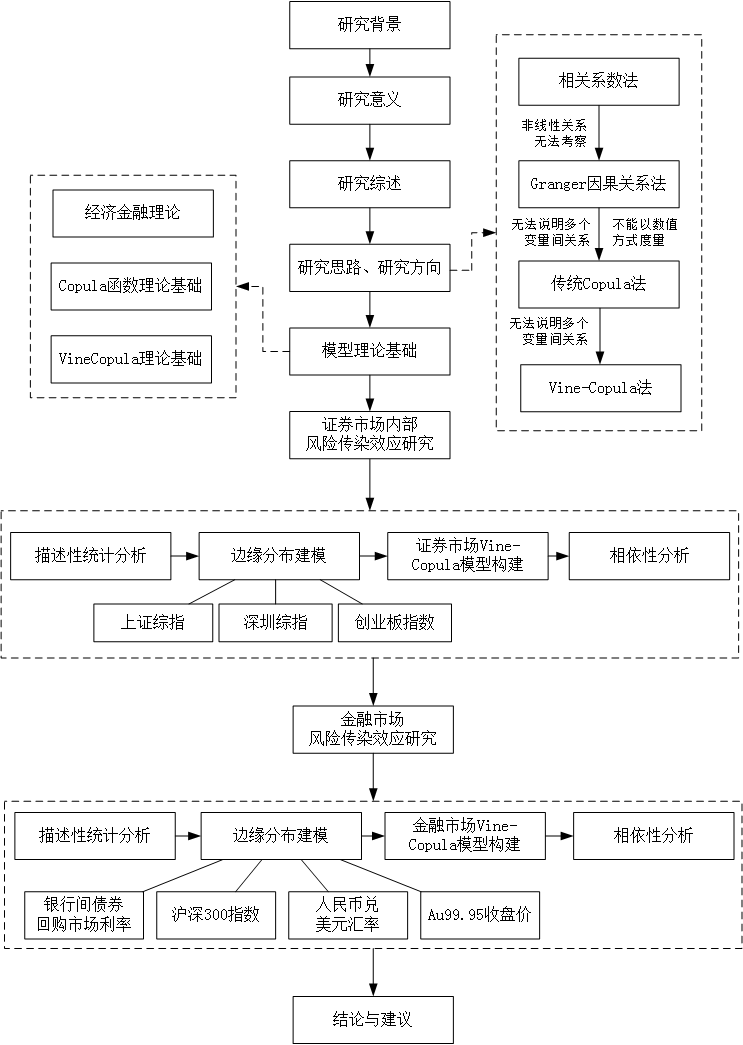 研究背景
研究意义
研究综述
研究思路、研究方向
模型理论基础
证券市场内部
风险传染效应研究
相关系数法
非线性关系
无法考察
Granger因果关系法
无法说明多个
变量间关系
不能以数值
方式度量
传统Copula法
无法说明多个
变量间关系
Vine-Copula法
经济金融理论
Copula函数理论基础
VineCopula理论基础
描述性统计分析
边缘分布建模
证券市场Vine-
Copula模型构建
相依性分析
上证综指
深圳综指
创业板指数
金融市场
风险传染效应研究
描述性统计分析
边缘分布建模
金融市场Vine-
Copula模型构建
相依性分析
银行间债券
回购市场利率
沪深300指数
人民币兑
美元汇率
Au99.95收盘价
结论与建议